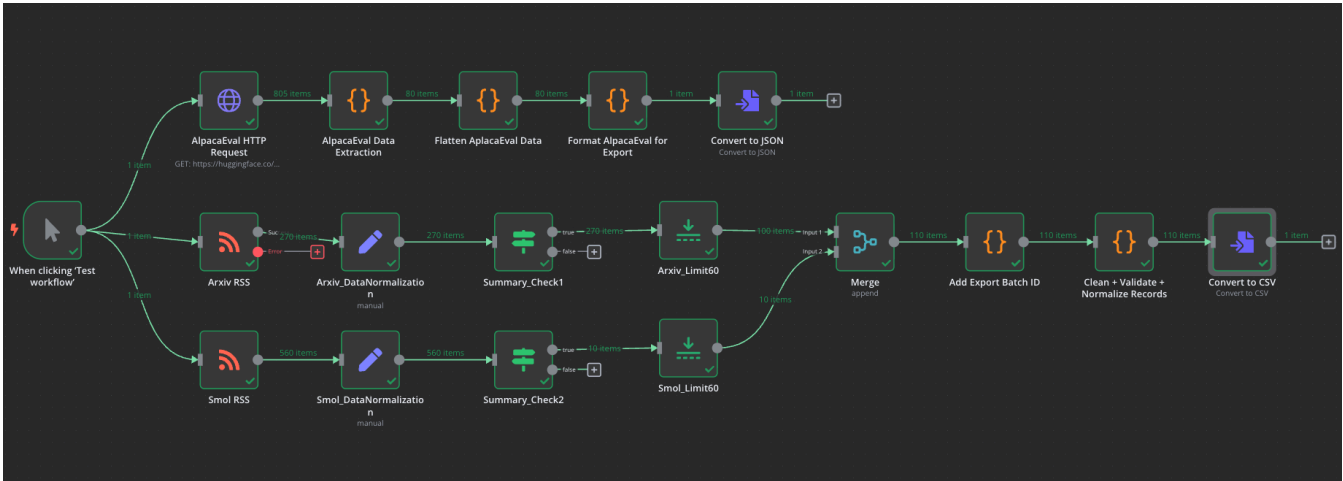 805 items
80 items
80 items
1 item
1 item
AlpacaEval HTTP
Request
GET: https://huggingface.co/...
AlpacaEval Data
Extraction
Flatten AplacaEval Data
Format AlpacaEval for
Export
Convert to JSON
Convert to JSON
1 item
When clicking 'Test
workflow'
1 item
Suc
270 items
Error
Arxiv RSS
Arxiv_DataNormalizatio
n
manual
270 items
true
270 items
false
Summary_Check1
Arxiv_Limit60
100 items
Input 1
Input 2
Merge
append
110 items
Add Export Batch ID
110 items
Clean + Validate +
Normalize Records
110 items
Convert to CSV
Convert to CSV
1 item
1 item
560 items
Smol RSS
Smol_DataNormalizatio
n
manual
560 items
true
10 items
false
Summary_Check2
Smol_Limit60
10 items